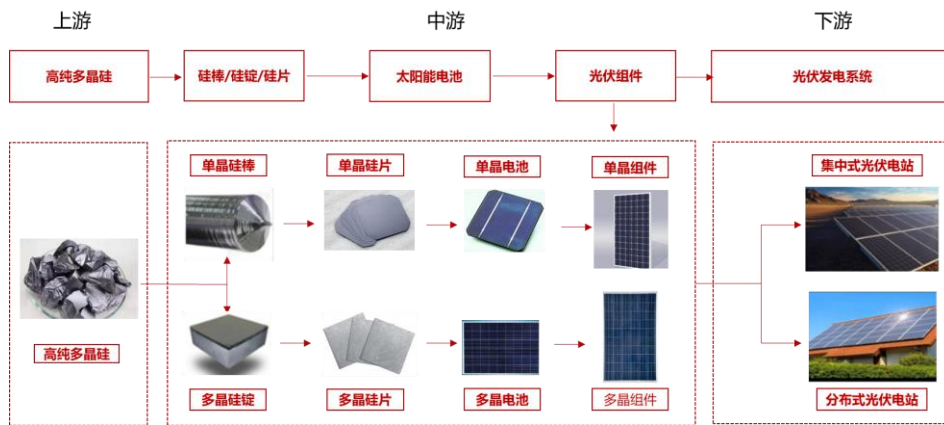 上游
中游
下游
高纯多晶硅
硅棒/硅锭/硅片
太阳能电池
光伏组件
光伏发电系统
单晶硅棒
单晶硅片
单晶电池
单晶组件
集中式光伏电站
高纯多晶硅
多晶硅锭
多晶硅片
多晶电池
多晶组件
分布式光伏电站